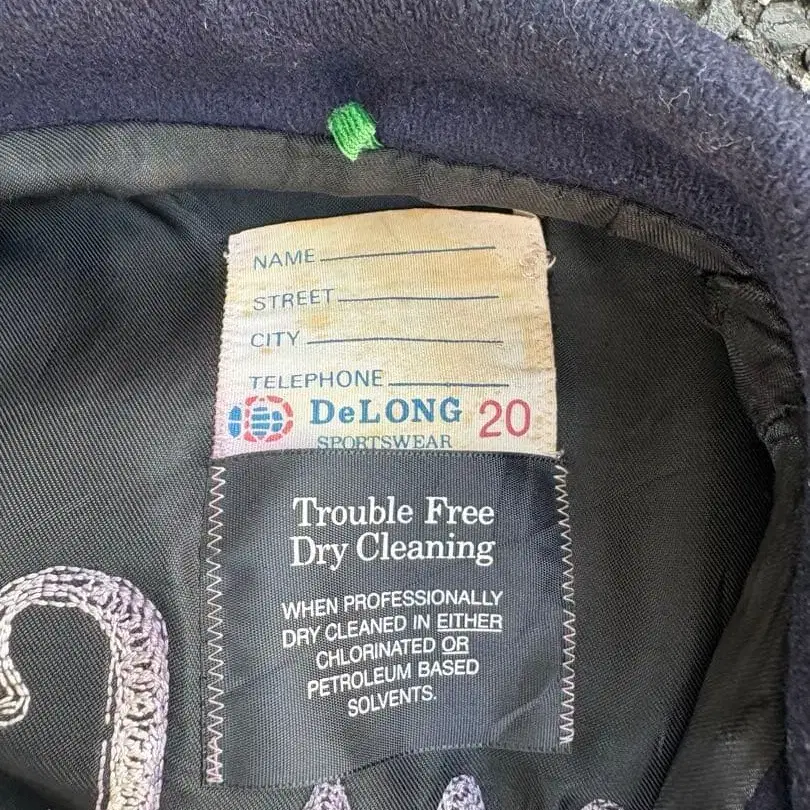 NAME
STREET
CITY
TELEPHONE
DeLONG 20
SPORTSWEAR
Trouble Free
Dry Cleaning
WHEN PROFESSIONALLY
DRY CLEANED IN EITHER
CHLORINATED OR
PETROLEUM BASED
SOLVENTS.